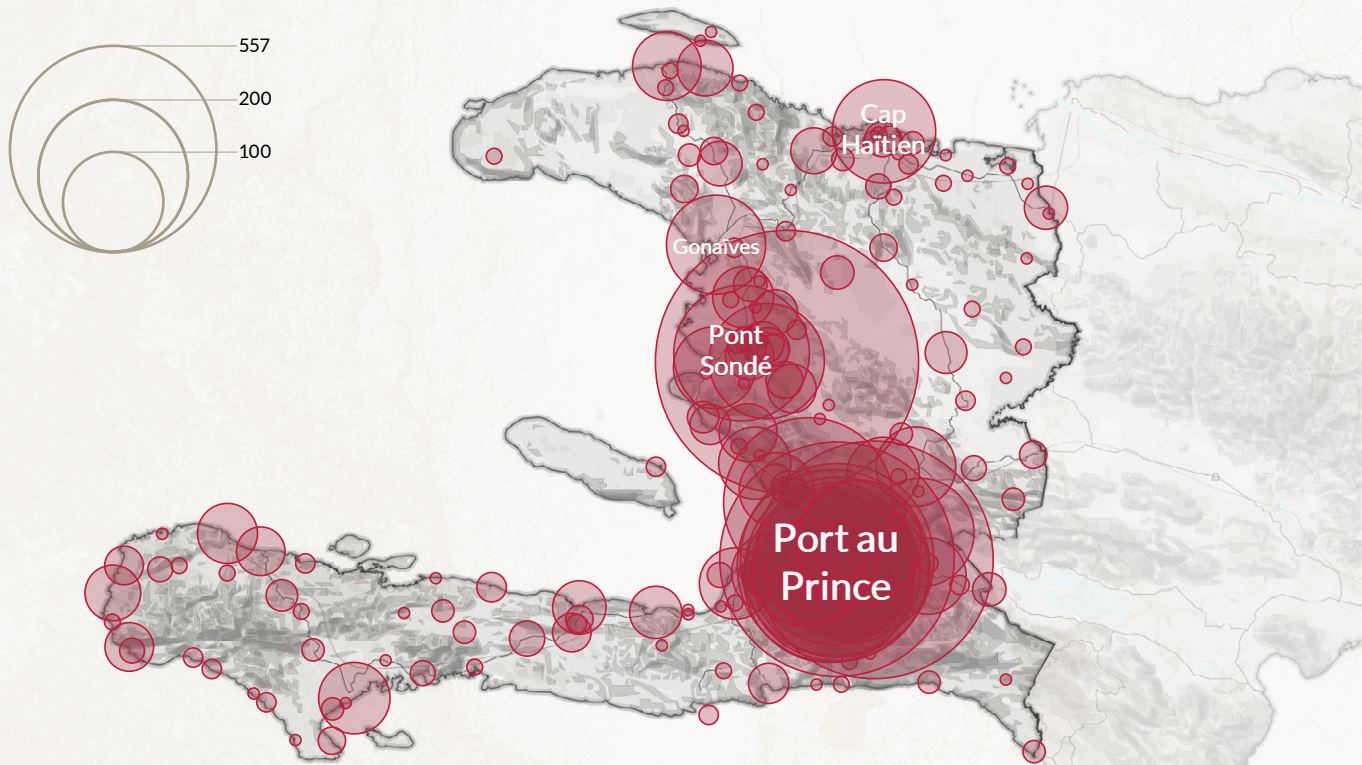 557
200
100
Cap
Haïtien
Gonaïves
Pont
Sondé
Port au
Prince